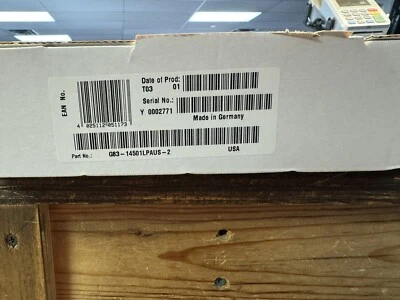 EAN No.
4 025112 051173
Date of Prod:
T03 01
Serial No.:
Y 0002771
Made in Germany
Part No.: G83-14501LPAUS-2 USA